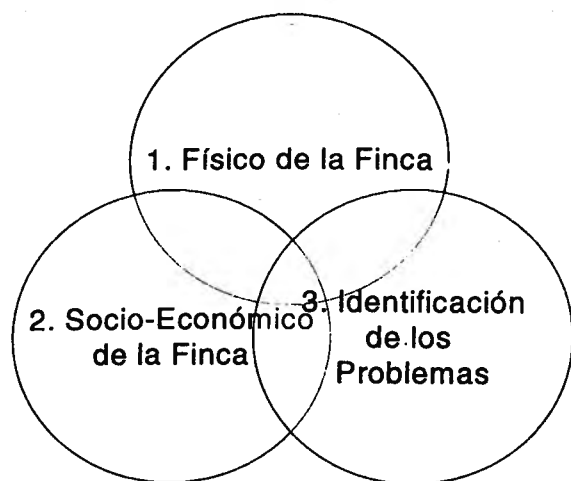 1. Físico de la Finca
2. Socio-Económico
de la Finca
3. Identificación
de los
Problemas